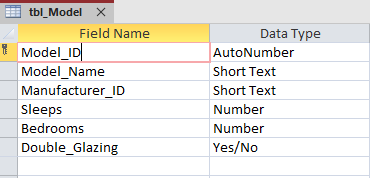 tbl_Model
Field Name Data Type
Model_ID AutoNumber
Model_Name Short Text
Manufacturer_ID Short Text
Sleeps Number
Bedrooms Number
Double_Glazing Yes/No